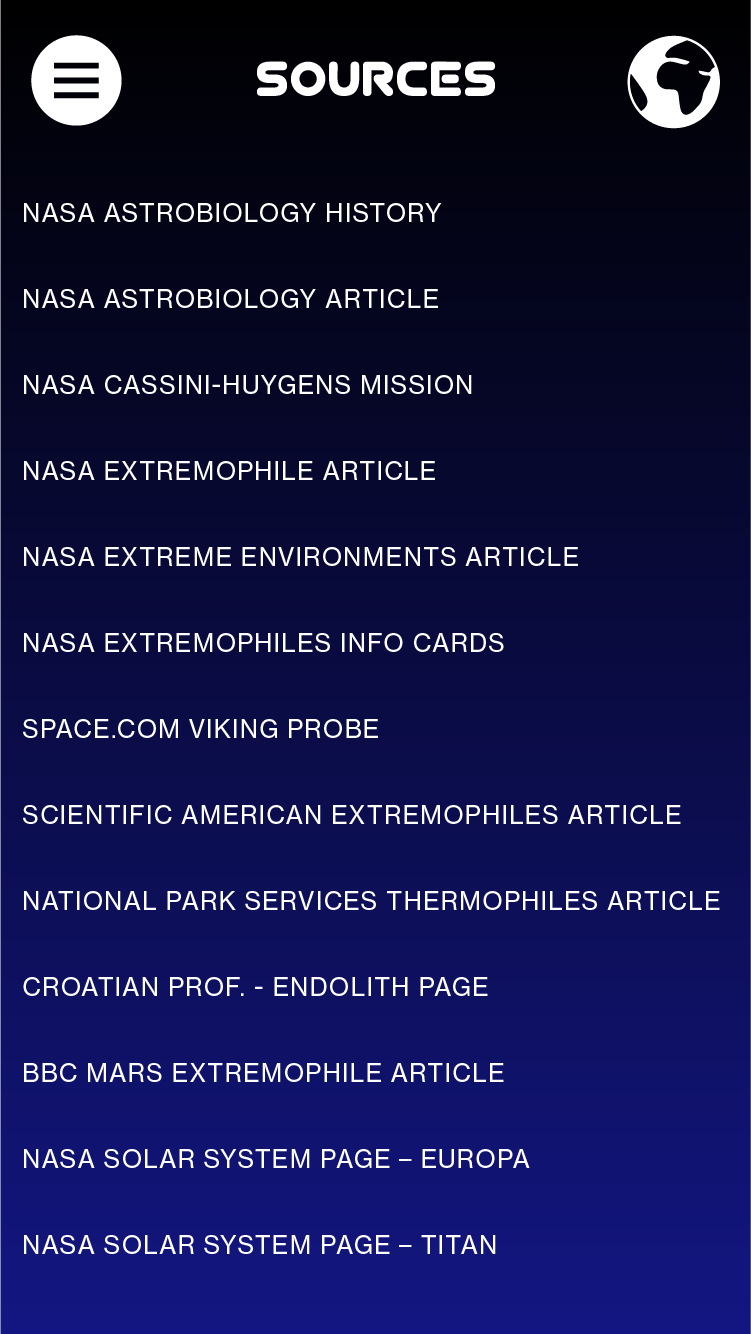 SOURCES
NASA ASTROBIOLOGY HISTORY
NASA ASTROBIOLOGY ARTICLE
NASA CASSINI-HUYGENS MISSION
NASA EXTREMOPHILE ARTICLE
NASA EXTREME ENVIRONMENTS ARTICLE
NASA EXTREMOPHILES INFO CARDS
SPACE.COM VIKING PROBE
SCIENTIFIC AMERICAN EXTREMOPHILES ARTICLE
NATIONAL PARK SERVICES THERMOPHILES ARTICLE
CROATIAN PROF. - ENDOLITH PAGE
BBC MARS EXTREMOPHILE ARTICLE
NASA SOLAR SYSTEM PAGE – EUROPA
NASA SOLAR SYSTEM PAGE – TITAN